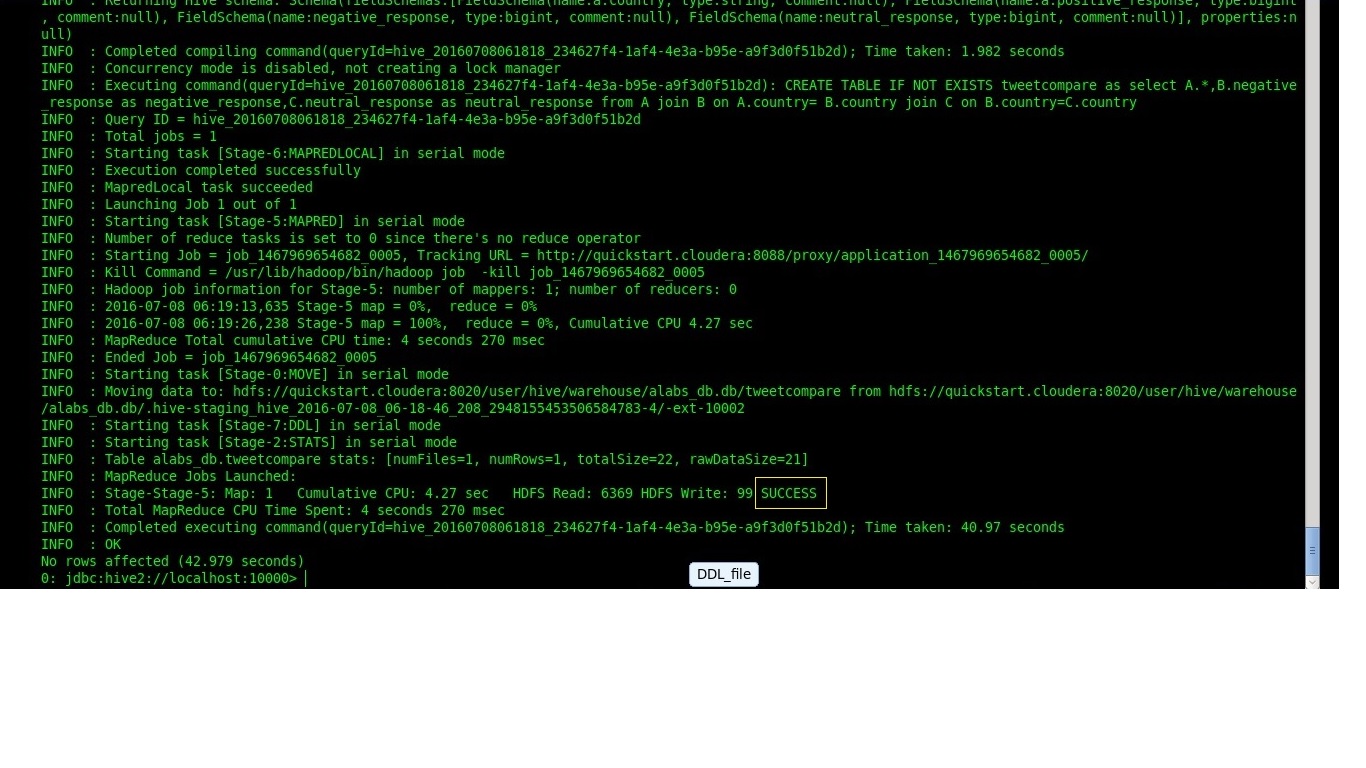 INFO  : Returning Hive schema: Schema(fieldSchemas:[FieldSchema(name:a.country, type:string, comment:null), FieldSchema(name:a.positive_response, type:bigint
, comment:null), FieldSchema(name:negative_response, type:bigint, comment:null), FieldSchema(name:neutral_response, type:bigint, comment:null)], properties:n
ull)
INFO  : Completed compiling command(queryId=hive_20160708061818_234627f4-1af4-4e3a-b95e-a9f3d0f51b2d); Time taken: 1.982 seconds
INFO  : Concurrency mode is disabled, not creating a lock manager
INFO  : Executing command(queryId=hive_20160708061818_234627f4-1af4-4e3a-b95e-a9f3d0f51b2d): CREATE TABLE IF NOT EXISTS tweetcompare as select A.*,B.negative
_response as negative_response,C.neutral_response as neutral_response from A join B on A.country= B.country join C on B.country=C.country
INFO  : Query ID = hive_20160708061818_234627f4-1af4-4e3a-b95e-a9f3d0f51b2d
INFO  : Total jobs = 1
INFO  : Starting task [Stage-6:MAPREDLOCAL] in serial mode
INFO  : Execution completed successfully
INFO  : MapredLocal task succeeded
INFO  : Launching Job 1 out of 1
INFO  : Starting task [Stage-5:MAPRED] in serial mode
INFO  : Number of reduce tasks is set to 0 since there's no reduce operator
INFO  : Starting Job = job_1467969654682_0005, Tracking URL = http://quickstart.cloudera:8088/proxy/application_1467969654682_0005/
INFO  : Kill Command = /usr/lib/hadoop/bin/hadoop job  -kill job_1467969654682_0005
INFO  : Hadoop job information for Stage-5: number of mappers: 1; number of reducers: 0
INFO  : 2016-07-08 06:19:13,635 Stage-5 map = 0%,  reduce = 0%
INFO  : 2016-07-08 06:19:26,238 Stage-5 map = 100%,  reduce = 0%, Cumulative CPU 4.27 sec
INFO  : MapReduce Total cumulative CPU time: 4 seconds 270 msec
INFO  : Ended Job = job_1467969654682_0005
INFO  : Starting task [Stage-0:MOVE] in serial mode
INFO  : Moving data to: hdfs://quickstart.cloudera:8020/user/hive/warehouse/alabs_db.db/tweetcompare from hdfs://quickstart.cloudera:8020/user/hive/warehouse
/alabs_db.db/.hive-staging_hive_2016-07-08_06-18-46_208_2948155453506584783-4/-ext-10002
INFO  : Starting task [Stage-7:DDL] in serial mode
INFO  : Starting task [Stage-2:STATS] in serial mode
INFO  : Table alabs_db.tweetcompare stats: [numFiles=1, numRows=1, totalSize=22, rawDataSize=21]
INFO  : MapReduce Jobs Launched:
INFO  : Stage-Stage-5: Map: 1   Cumulative CPU: 4.27 sec   HDFS Read: 6369 HDFS Write: 99 SUCCESS
INFO  : Total MapReduce CPU Time Spent: 4 seconds 270 msec
INFO  : Completed executing command(queryId=hive_20160708061818_234627f4-1af4-4e3a-b95e-a9f3d0f51b2d); Time taken: 40.97 seconds
INFO  : OK
No rows affected (42.979 seconds)
0: jdbc:hive2://localhost:10000>
DDL_file